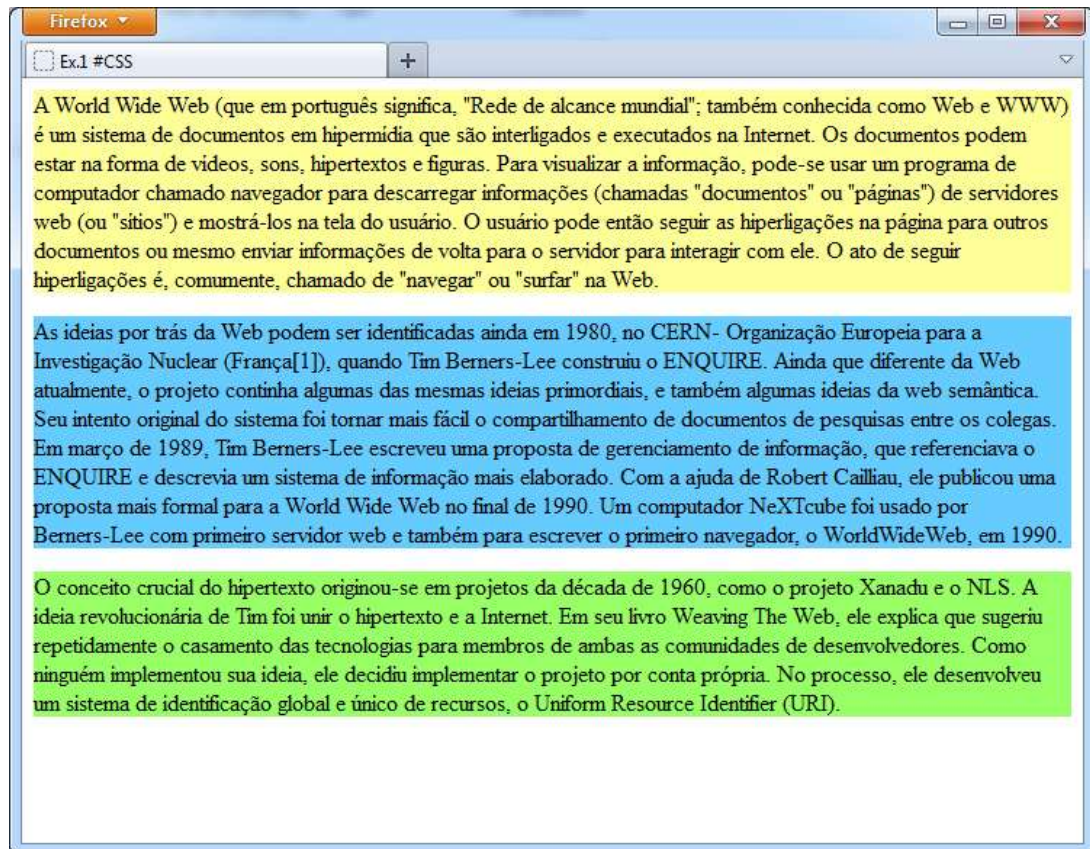 Firefox
Ex.1 #CSS
A World Wide Web (que em português significa, "Rede de alcance mundial"; também conhecida como Web e WWW)
é um sistema de documentos em hipermídia que são interligados e executados na Internet. Os documentos podem
estar na forma de vídeos, sons, hipertextos e figuras. Para visualizar a informação, pode-se usar um programa de
computador chamado navegador para descarregar informações (chamadas "documentos" ou "páginas") de servidores
web (ou "sítios") e mostrá-los na tela do usuário. O usuário pode então seguir as hiperligações na página para outros
documentos ou mesmo enviar informações de volta para o servidor para interagir com ele. O ato de seguir
hiperligações é, comumente, chamado de "navegar" ou "surfar" na Web.
As ideias por trás da Web podem ser identificadas ainda em 1980, no CERN- Organização Europeia para a
Investigação Nuclear (França[1]), quando Tim Berners-Lee construiu o ENQUIRE. Ainda que diferente da Web
atualmente, o projeto continha algumas das mesmas ideias primordiais, e também algumas ideias da web semântica.
Seu intento original do sistema foi tornar mais fácil o compartilhamento de documentos de pesquisas entre os colegas.
Em março de 1989, Tim Berners-Lee escreveu uma proposta de gerenciamento de informação, que referenciava o
ENQUIRE e descrevia um sistema de informação mais elaborado. Com a ajuda de Robert Cailliau, ele publicou uma
proposta mais formal para a World Wide Web no final de 1990. Um computador NeXTcube foi usado por
Berners-Lee com primeiro servidor web e também para escrever o primeiro navegador, o WorldWideWeb, em 1990.
O conceito crucial do hipertexto originou-se em projetos da década de 1960, como o projeto Xanadu e o NLS. A
ideia revolucionária de Tim foi unir o hipertexto e a Internet. Em seu livro Weaving The Web, ele explica que sugeriu
repetidamente o casamento das tecnologias para membros de ambas as comunidades de desenvolvedores. Como
ninguém implementou sua ideia, ele decidiu implementar o projeto por conta própria. No processo, ele desenvolveu
um sistema de identificação global e único de recursos, o Uniform Resource Identifier (URI).